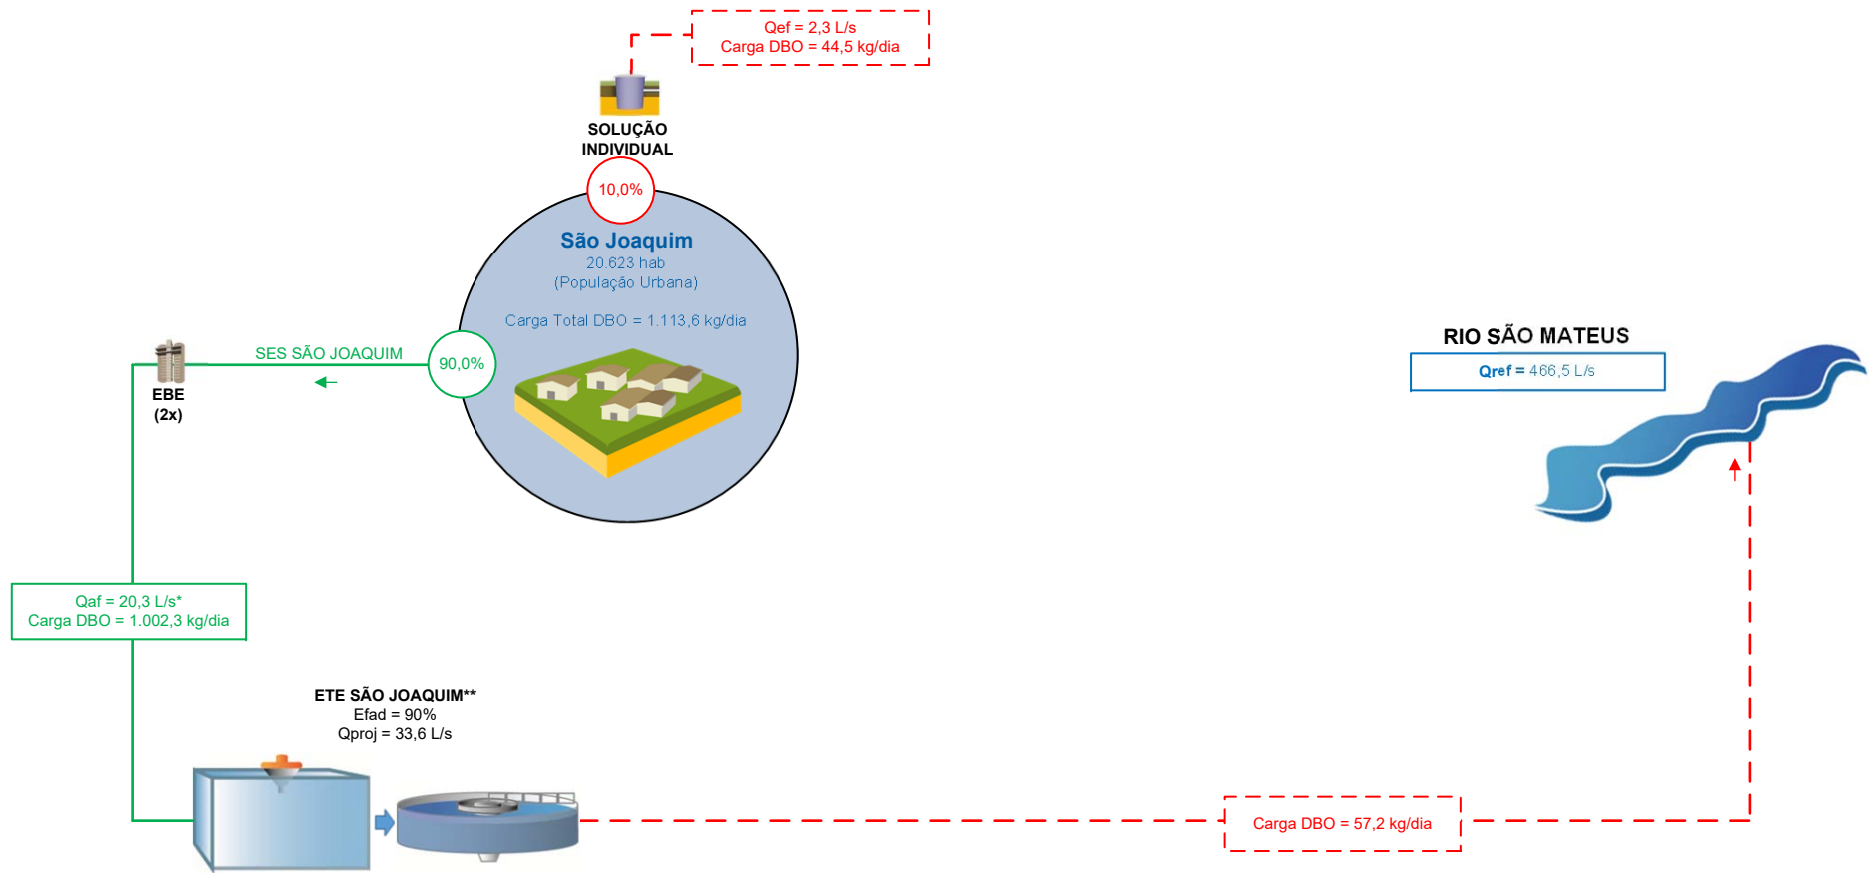 Qef = 2,3 L/s
Carga DBO = 44,5 kg/dia
SOLUÇÃO
INDIVIDUAL
10,0%
São Joaquim
20.623 hab
(População Urbana)
Carga Total DBO = 1.113,6 kg/dia
RIO SÃO MATEUS
Qref = 466,5 L/s
SES SÃO JOAQUIM
90,0%
EBE
(2x)
Qaf = 20,3 L/s*
Carga DBO = 1.002,3 kg/dia
ETE SÃO JOAQUIM**
Efad = 90%
Qproj = 33,6 L/s
Carga DBO = 57,2 kg/dia